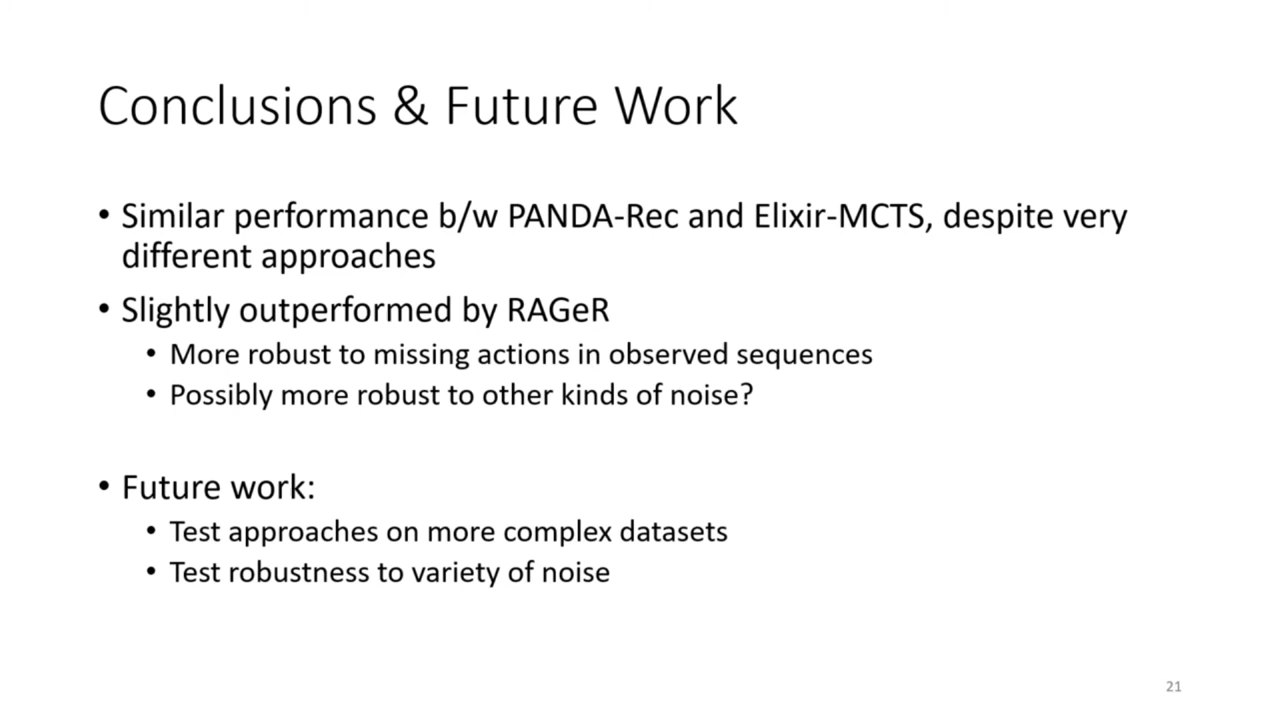 Conclusions & Future Work
• Similar performance b/w PANDA-Rec and Elixir-MCTS, despite very
different approaches
• Slightly outperformed by RAGeR
• More robust to missing actions in observed sequences
• Possibly more robust to other kinds of noise?
• Future work:
• Test approaches on more complex datasets
• Test robustness to variety of noise
21